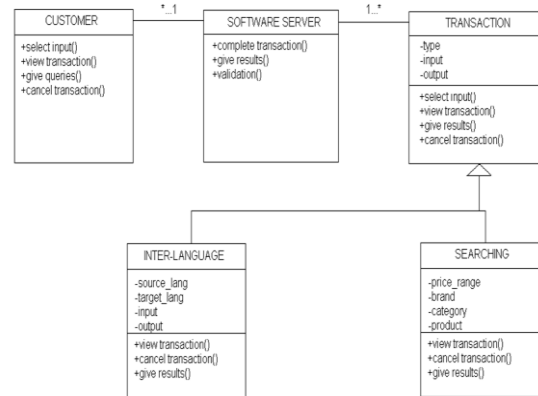 CUSTOMER
+select input()
+view transaction()
+give queries()
+cancel transaction()
*...1
SOFTWARE SERVER
+complete transaction()
+give results()
+validation()
1...*
TRANSACTION
-type
-input
-output
+select input()
+view transaction()
+give results()
+cancel transaction()
INTER-LANGUAGE
-source_lang
-target_lang
-input
-output
+view transaction()
+cancel transaction()
+give results()
SEARCHING
-price_range
-brand
-category
-product
+view transaction()
+cancel transaction()
+give results()